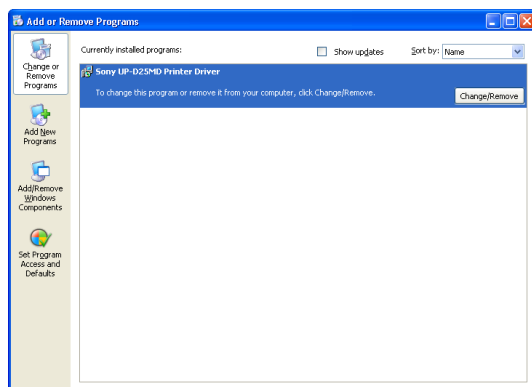 Add or Remove Programs
Change or
Remove
Programs
Add New
Programs
Add/Remove
Windows
Components
Set Program
Access and
Defaults
Currently installed programs:
Show updates
Sort by: Name
Sony UP-D25MD Printer Driver
To change this program or remove it from your computer, click Change/Remove.
Change/Remove